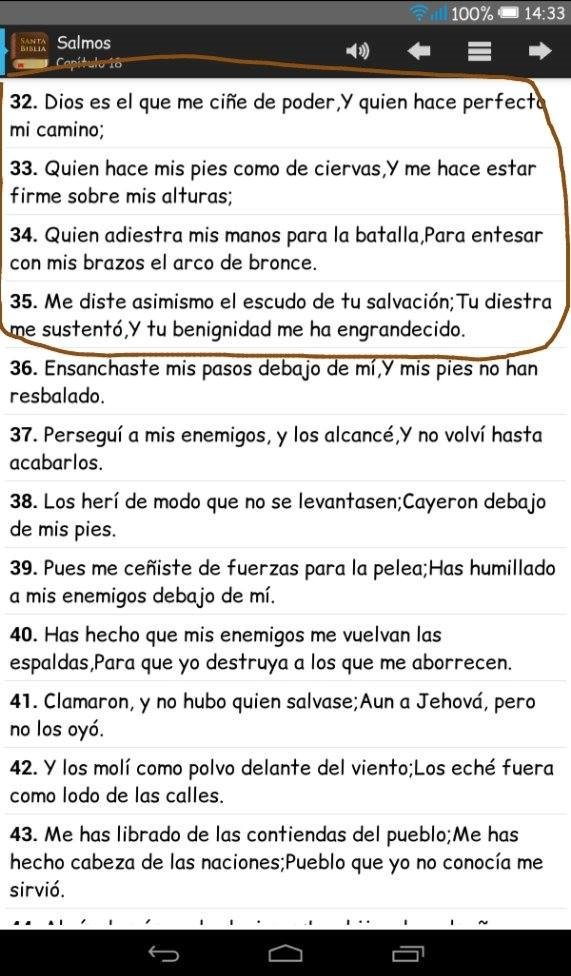 100% 14:33
SANTA
BIBLIA
Salmos
Capítulo 18
32. Dios es el que me ciñe de poder,Y quien hace perfecto
mi camino;
33. Quien hace mis pies como de ciervas,Y me hace estar
firme sobre mis alturas;
34. Quien adiestra mis manos para la batalla,Para entesar
con mis brazos el arco de bronce.
35. Me diste asimismo el escudo de tu salvación;Tu diestra
me sustentó,Y tu benignidad me ha engrandecido.
36. Ensanchaste mis pasos debajo de mí,Y mis pies no han
resbalado.
37. Perseguí a mis enemigos, y los alcancé,Y no volví hasta
acabarlos.
38. Los herí de modo que no se levantasen;Cayeron debajo
de mis pies.
39. Pues me ceñiste de fuerzas para la pelea;Has humillado
a mis enemigos debajo de mí.
40. Has hecho que mis enemigos me vuelvan las
espaldas,Para que yo destruya a los que me aborrecen.
41. Clamaron, y no hubo quien salvase;Aun a Jehová, pero
no los oyó.
42. Y los molí como polvo delante del viento;Los eché fuera
como lodo de las calles.
43. Me has librado de las contiendas del pueblo;Me has
hecho cabeza de las naciones;Pueblo que yo no conocía me
sirvió.